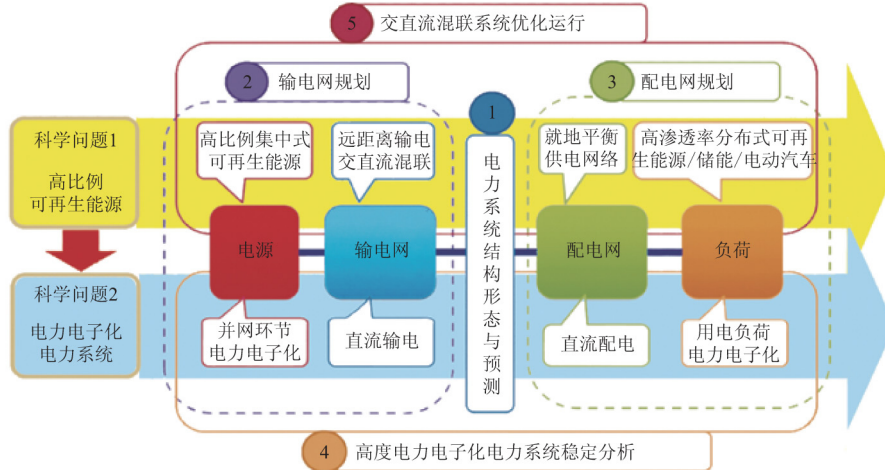 5 交直流混联系统优化运行
2 输电网规划
3 配电网规划
1
电力系统结构形态与预测
科学问题1
高比例
可再生能源
高比例集中式
可再生能源
远距离输电
交直流混联
就地平衡
供电网络
高渗透率分布式可再
生能源/储能/电动汽车
电源
输电网
配电网
负荷
科学问题2
电力电子化
电力系统
并网环节
电力电子化
直流输电
直流配电
用电负荷
电力电子化
4 高度电力电子化电力系统稳定分析